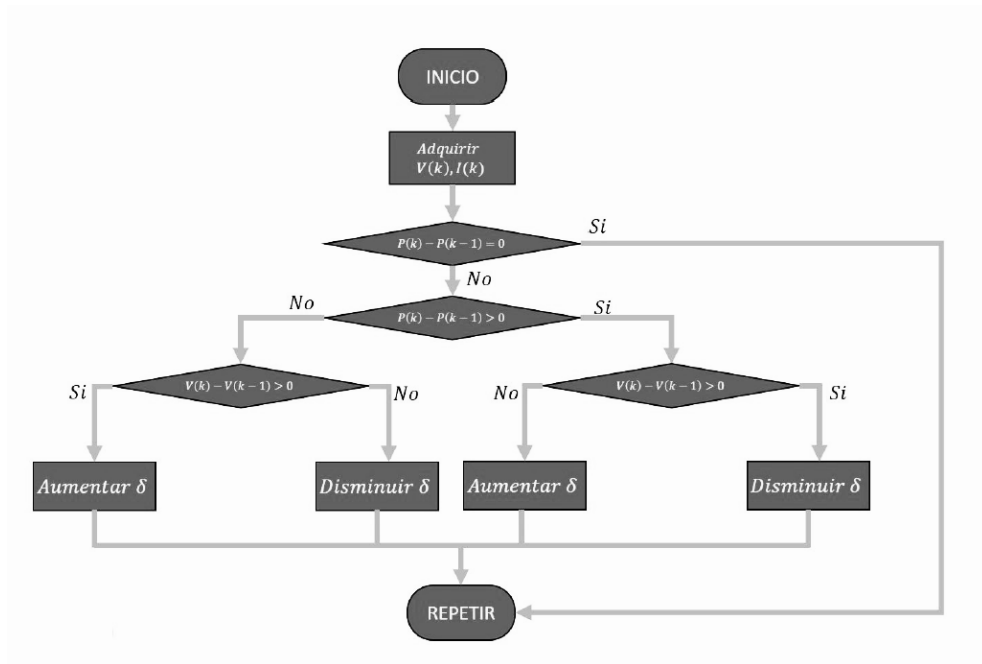 INICIO
Adquirir
V(k), I(k)
P(k) − P(k − 1) = 0
Si
No
P(k) − P(k − 1) > 0
No
Si
V(k) − V(k − 1) > 0
Si
No
V(k) − V(k − 1) > 0
No
Si
Aumentar δ
Disminuir δ
Aumentar δ
Disminuir δ
REPETIR